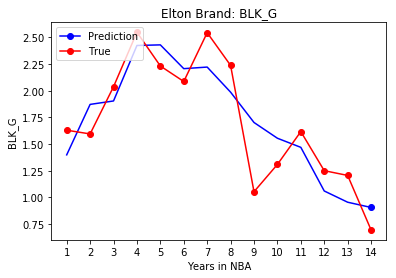 Elton Brand: BLK_G
Prediction
True
BLK_G
2.50
2.25
2.00
1.75
1.50
1.25
1.00
0.75
1 2 3 4 5 6 7 8 9 10 11 12 13 14
Years in NBA